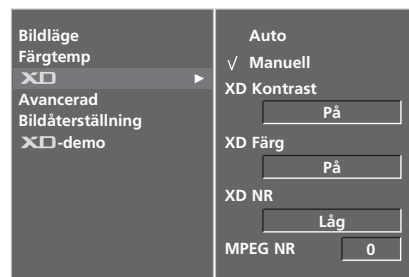 Bildläge
Färgtemp
XD
Avancerad
Bildåterställning
XD-demo
Auto
√ Manuell
XD Kontrast
På
XD Färg
På
XD NR
Låg
MPEG NR 0